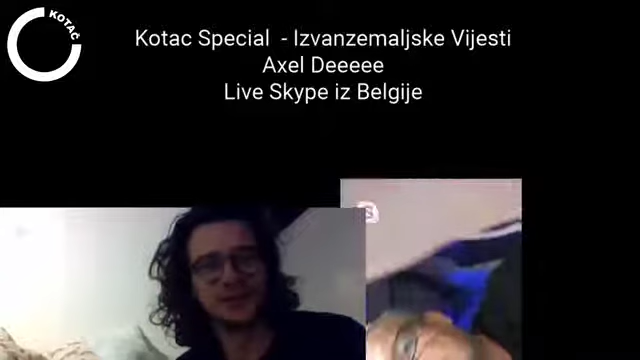 KOTAČ
Kotac Special - Izvanzemaljske Vijesti
Axel Deeeee
Live Skype iz Belgije